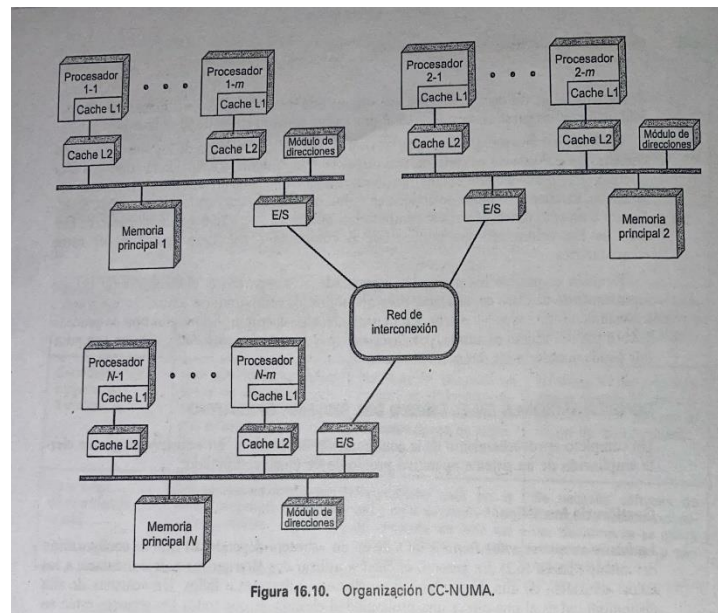 Procesador
1-1
Cache L1
Procesador
1-m
Cache L1
Cache L2
Cache L2
Módulo de
direcciones
Memoria
principal 1
E/S
Procesador
2-1
Cache L1
Procesador
2-m
Cache L1
Cache L2
Cache L2
Módulo de
direcciones
E/S
Memoria
principal 2
Red de
interconexión
Procesador
N-1
Cache L1
Procesador
N-m
Cache L1
Cache L2
Cache L2
E/S
Memoria
principal N
Módulo de
direcciones
Figura 16.10. Organización CC-NUMA.